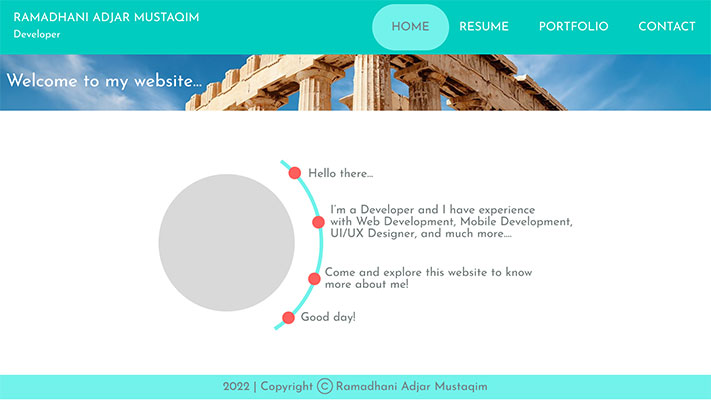 RAMADHANI ADJAR MUSTAQIM
Developer
HOME
RESUME
PORTFOLIO
CONTACT
Welcome to my website...
Hello there...
I'm a Developer and I have experience
with Web Development, Mobile Development,
UI/UX Designer, and much more....
Come and explore this website to know
more about me!
Good day!
2022 | Copyright © Ramadhani Adjar Mustaqim